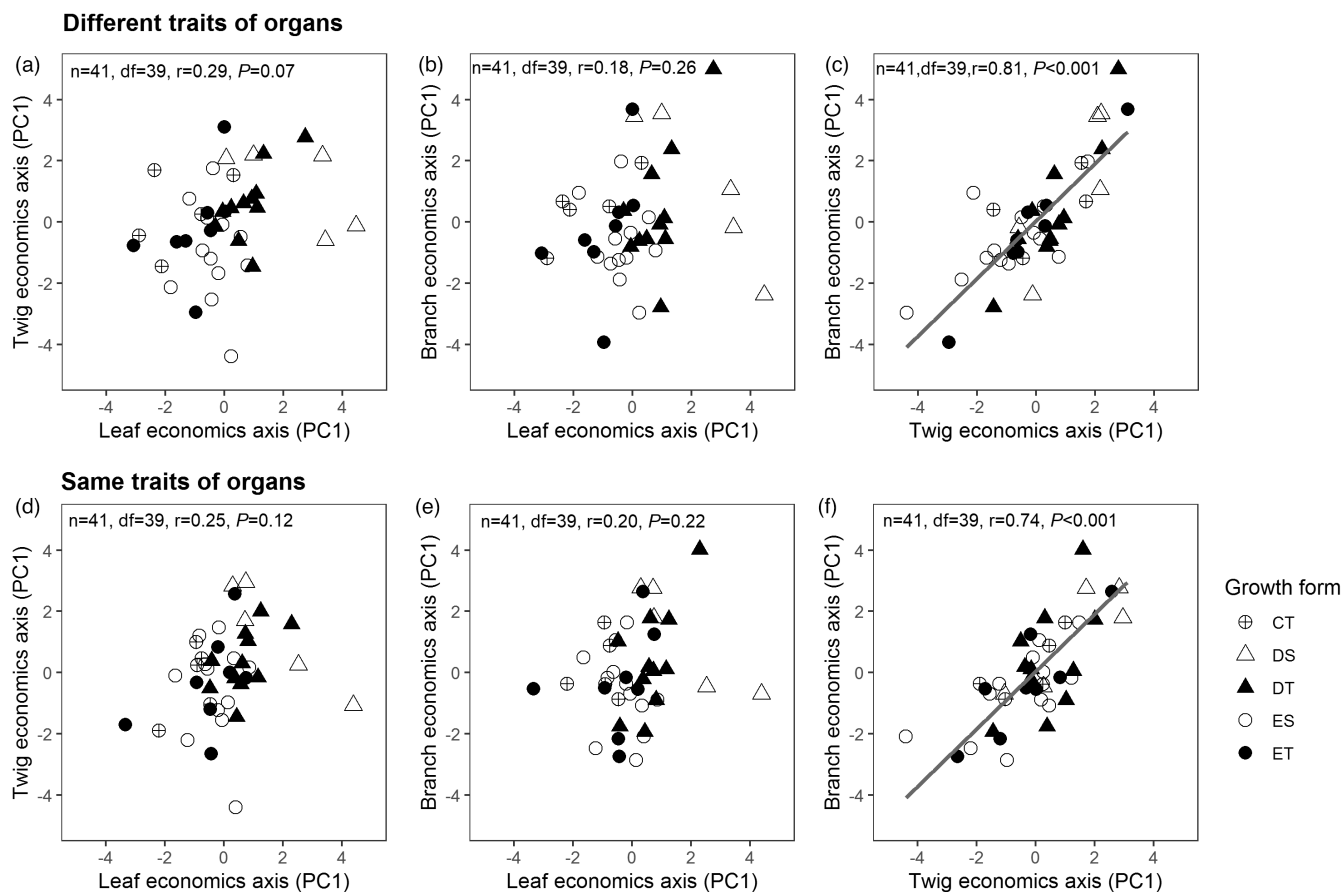 Different traits of organs
(a)
n=41, df=39, r=0.29, P=0.07
Twig economics axis (PC1)
4
2
0
-2
-4
-4 -2 0 2 4
Leaf economics axis (PC1)
(b)
n=41, df=39, r=0.18, P=0.26
Branch economics axis (PC1)
4
2
0
-2
-4
-4 -2 0 2 4
Leaf economics axis (PC1)
(c)
n=41,df=39,r=0.81, P<0.001
Branch economics axis (PC1)
4
2
0
-2
-4
-4 -2 0 2 4
Twig economics axis (PC1)
Same traits of organs
(d)
n=41, df=39, r=0.25, P=0.12
Twig economics axis (PC1)
4
2
0
-2
-4
-4 -2 0 2 4
Leaf economics axis (PC1)
(e)
n=41, df=39, r=0.20, P=0.22
Branch economics axis (PC1)
4
2
0
-2
-4
-4 -2 0 2 4
Leaf economics axis (PC1)
(f)
n=41, df=39, r=0.74, P<0.001
Branch economics axis (PC1)
4
2
0
-2
-4
-4 -2 0 2 4
Twig economics axis (PC1)
Growth form
CT
DS
DT
ES
ET